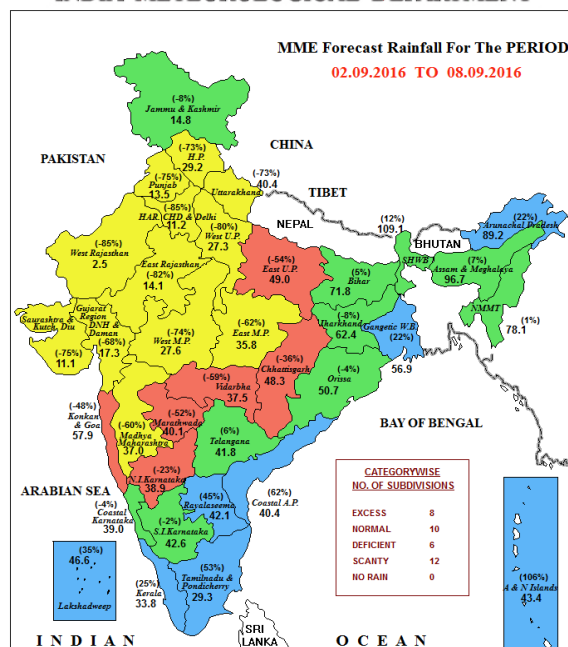 INDIA METEOROLOGICAL DEPARTMENT
MME Forecast Rainfall For The PERIOD
02.09.2016 TO 08.09.2016
(-8%)
Jammu & Kashmir
14.8
CHINA
PAKISTAN
(-73%)
H.P.
29.2
(-75%)
Punjab
13.5
(-73%)
40.4
Uttarakhand
TIBET
(-85%)
HAR. CHD & Delhi
11.2
(-80%)
West U.P.
27.3
NEPAL
(12%)
109.1
(22%)
Arunachal Pradesh
89.2
BHUTAN
(-85%)
West Rajasthan
2.5
East Rajasthan
(-82%)
14.1
(-54%)
East U.P.
49.0
(5%)
Bihar
71.8
SHWB
(7%)
Assam & Meghalaya
96.7
NMMT
(1%)
78.1
Saurashtra &
Kutch, Diu
(-75%)
11.1
Gujarat
Region
DNH &
Daman
(-68%)
17.3
(-74%)
West M.P.
27.6
(-62%)
East M.P.
35.8
(-8%)
Jharkhand
62.4
Gangetic W.B.
(22%)
56.9
(-36%)
Chhattisgarh
48.3
(-4%)
Orissa
50.7
(-59%)
Vidarbha
37.5
(-48%)
Konkan
& Goa
57.9
(-52%)
Marathwada
40.1
(-60%)
Madhya
Maharashtra
37.0
(6%)
Telangana
41.8
BAY OF BENGAL
(-23%)
N.I.Karnataka
38.9
ARABIAN SEA
(-4%)
Coastal
Karnataka
39.0
(45%)
Rayalaseema
42.1
(62%)
Coastal A.P.
40.4
(-2%)
S.I.Karnataka
42.6
CATEGORYWISE
NO. OF SUBDIVISIONS
EXCESS 8
NORMAL 10
DEFICIENT 6
SCANTY 12
NO RAIN 0
(35%)
46.6
Lakshadweep
(25%)
Kerala
33.8
(53%)
Tamilnadu &
Pondicherry
29.3
(106%)
A & N Islands
43.4
SRI
LANKA
INDIAN OCEAN